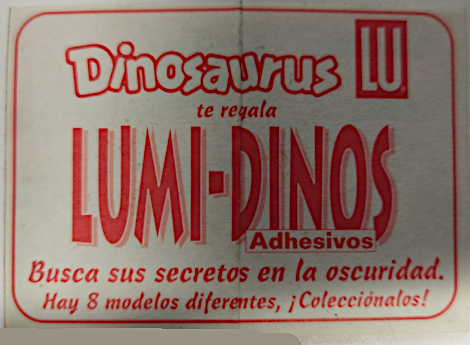 Dinosaurus LU
te regala
LUMI-DINOS
Adhesivos
Busca sus secretos en la oscuridad.
Hay 8 modelos diferentes, ¡Colecciónalos!